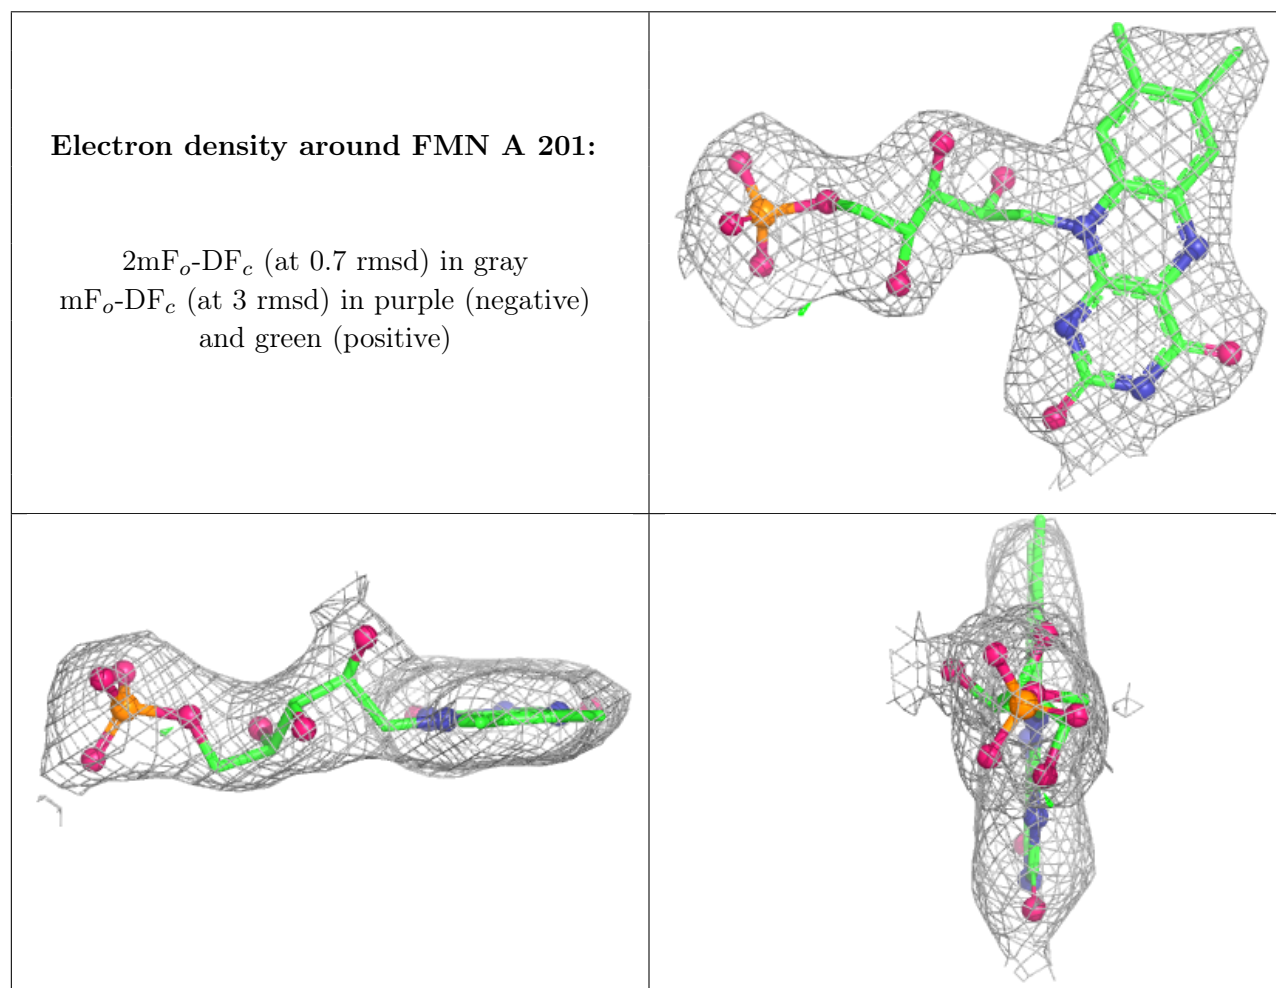 Electron density around FMN A 201:
2mFo-DFc (at 0.7 rmsd) in gray
mFo-DFc (at 3 rmsd) in purple (negative)
and green (positive)